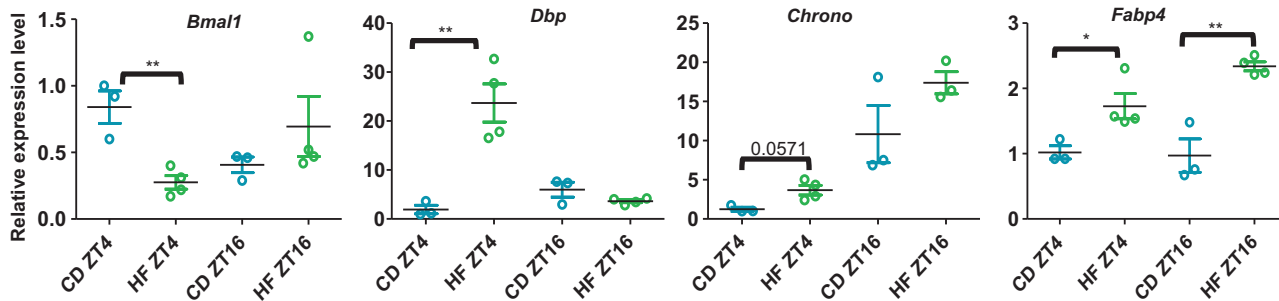 Relative expression level
Bmal1
1.5
1.0
0.5
0.0
**
CD ZT4
HF ZT4
CD ZT16
HF ZT16
Dbp
40
30
20
10
0
**
CD ZT4
HF ZT4
CD ZT16
HF ZT16
Chrono
25
20
15
10
5
0
0.0571
CD ZT4
HF ZT4
CD ZT16
HF ZT16
Fabp4
3
2
1
0
*
**
CD ZT4
HF ZT4
CD ZT16
HF ZT16